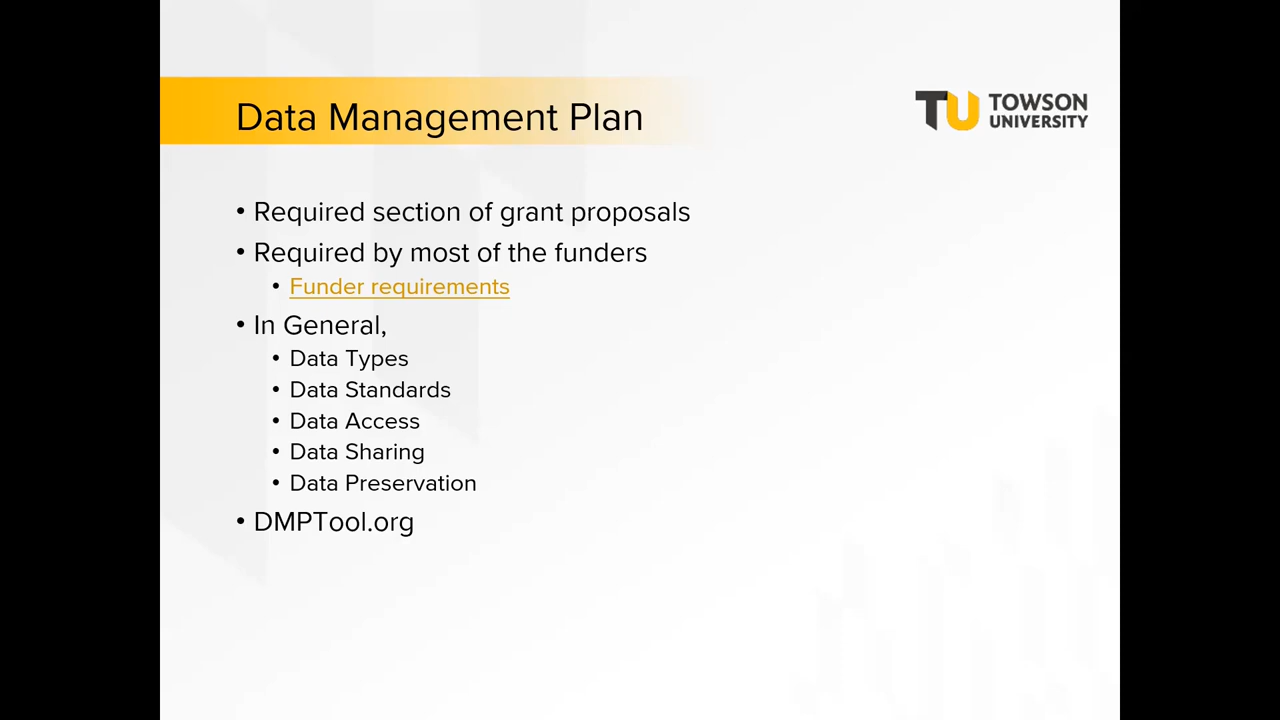 Data Management Plan
TU TOWSON
UNIVERSITY
• Required section of grant proposals
• Required by most of the funders
• Funder requirements
• In General,
• Data Types
• Data Standards
• Data Access
• Data Sharing
• Data Preservation
• DMPTool.org